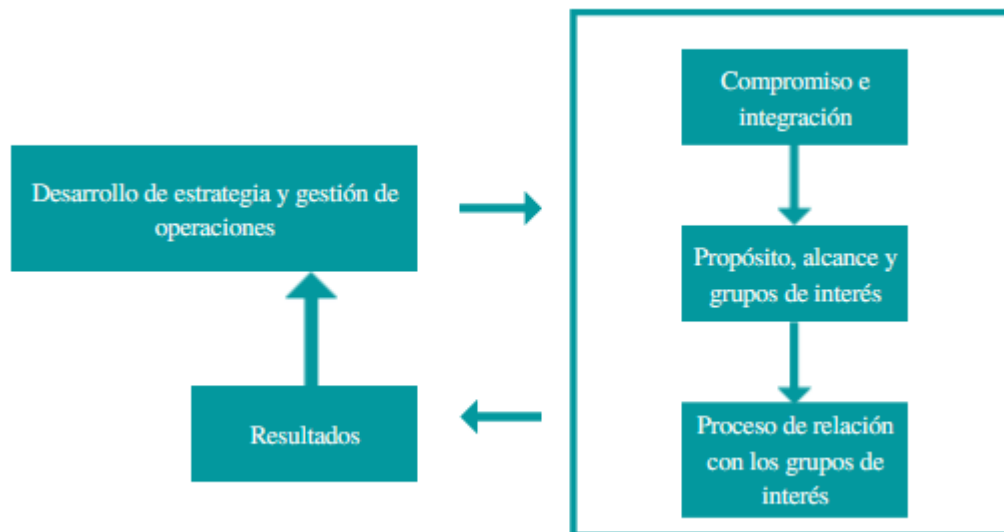 Compromiso e
integración
Desarrollo de estrategia y gestión de
operaciones
Propósito, alcance y
grupos de interés
Resultados
Proceso de relación
con los grupos de
interés